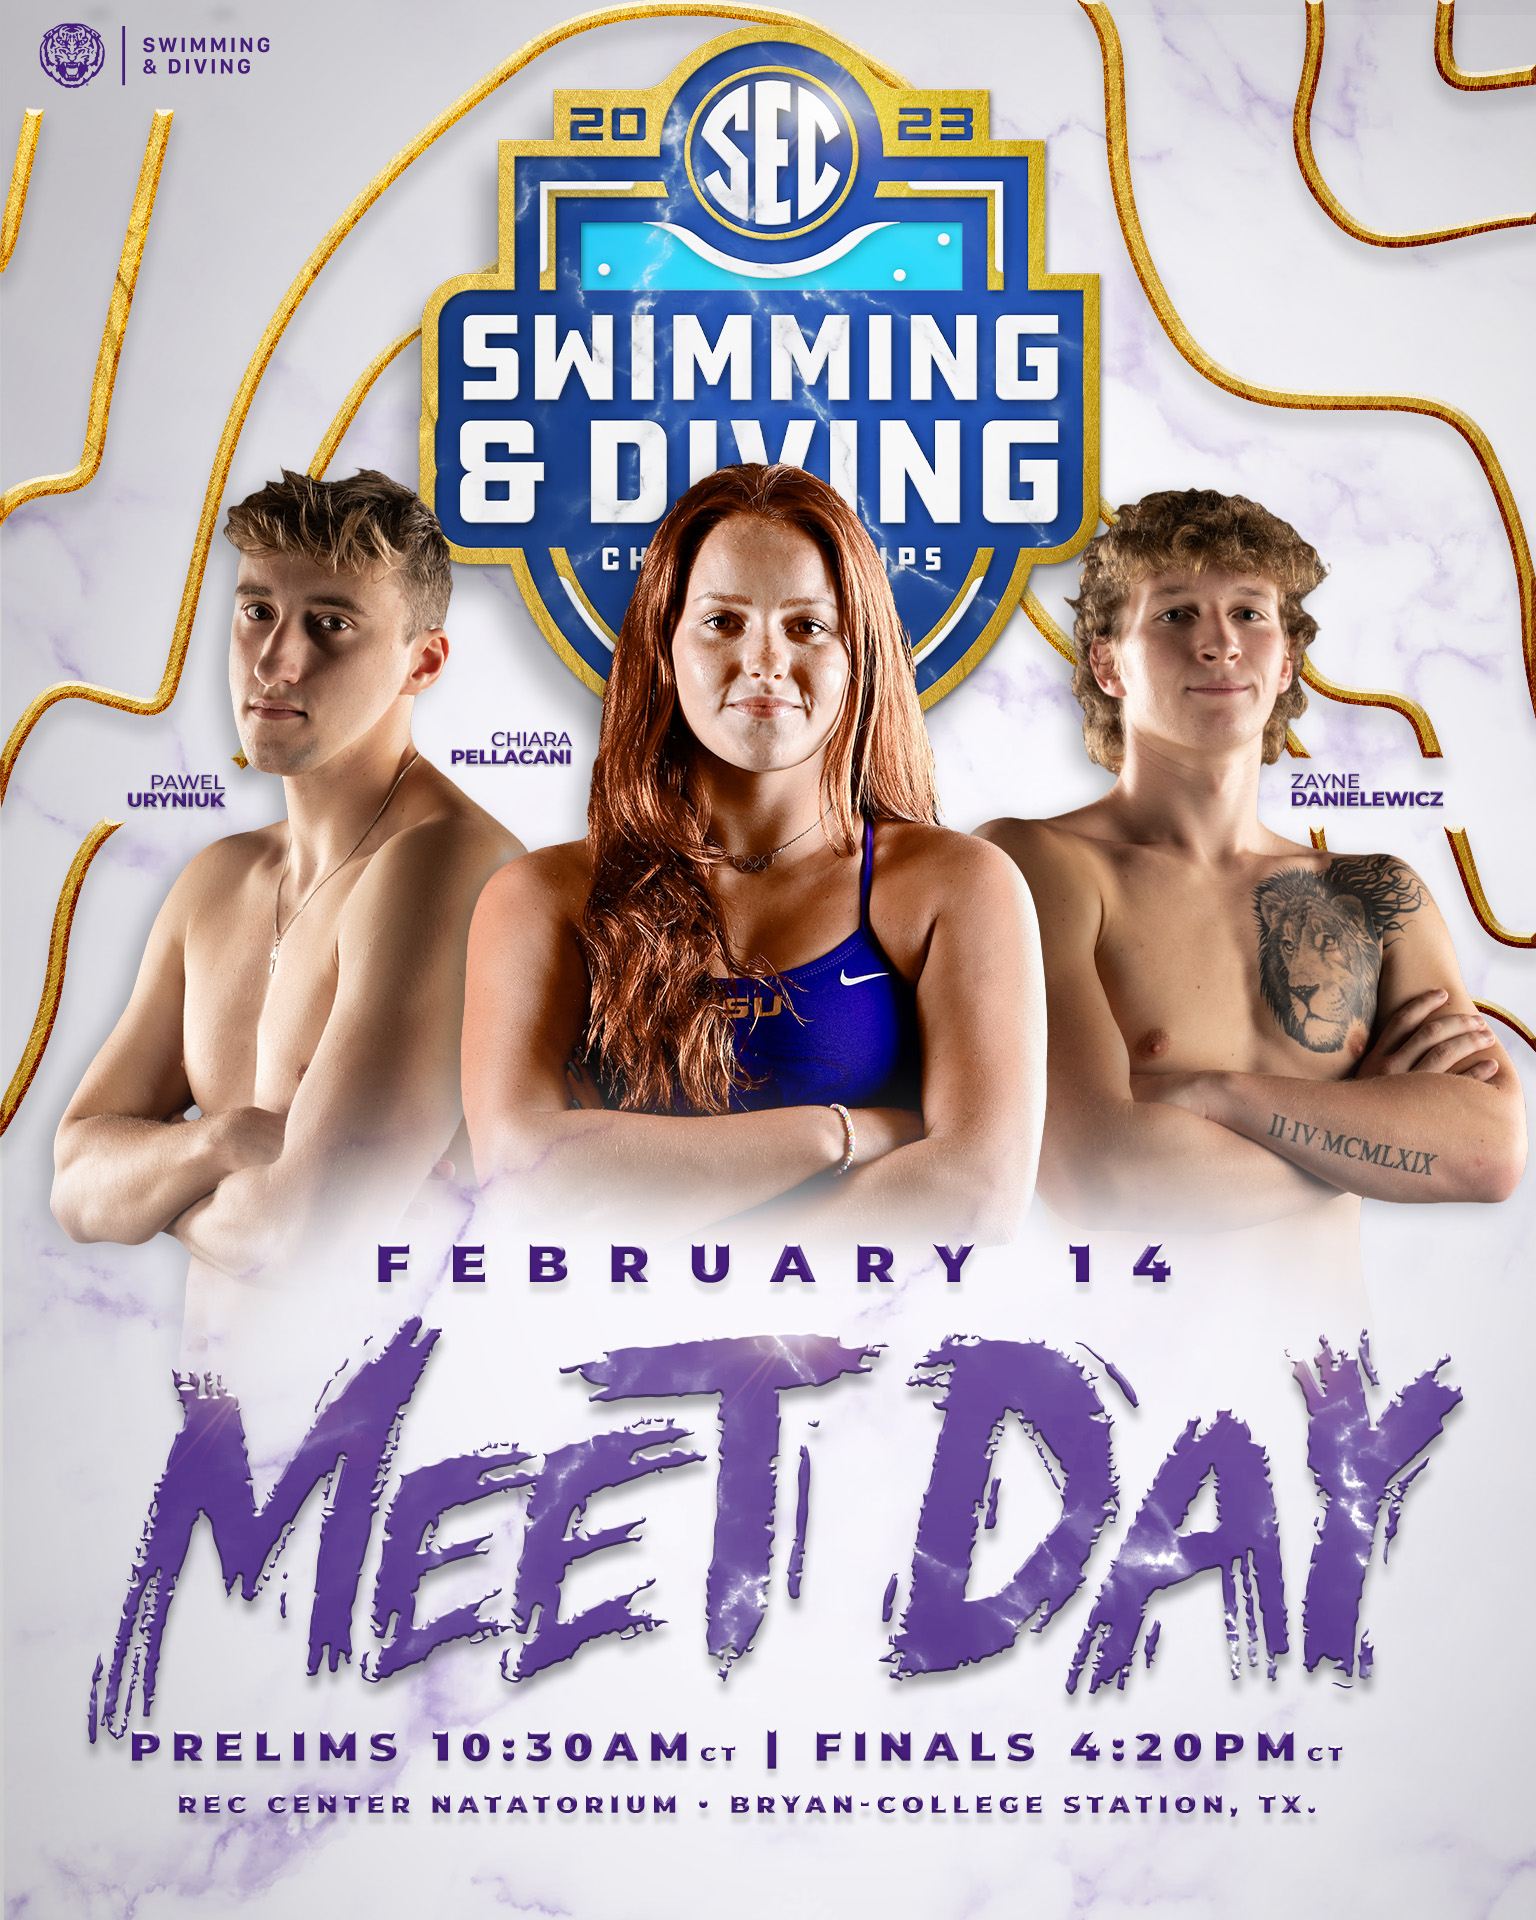 SWIMMING
& DIVING
20 SEC 23
SWIMMING
& DIVING
CHIARA
PELLACANI
PAWEL
URYNIUK
ZAYNE
DANIELEWICZ
SU
II·IV·MCMLXIX
FEBRUARY 14
MEET DAY
PRELIMS 10:30AM CT | FINALS 4:20PM CT
REC CENTER NATATORIUM • BRYAN-COLLEGE STATION, TX.